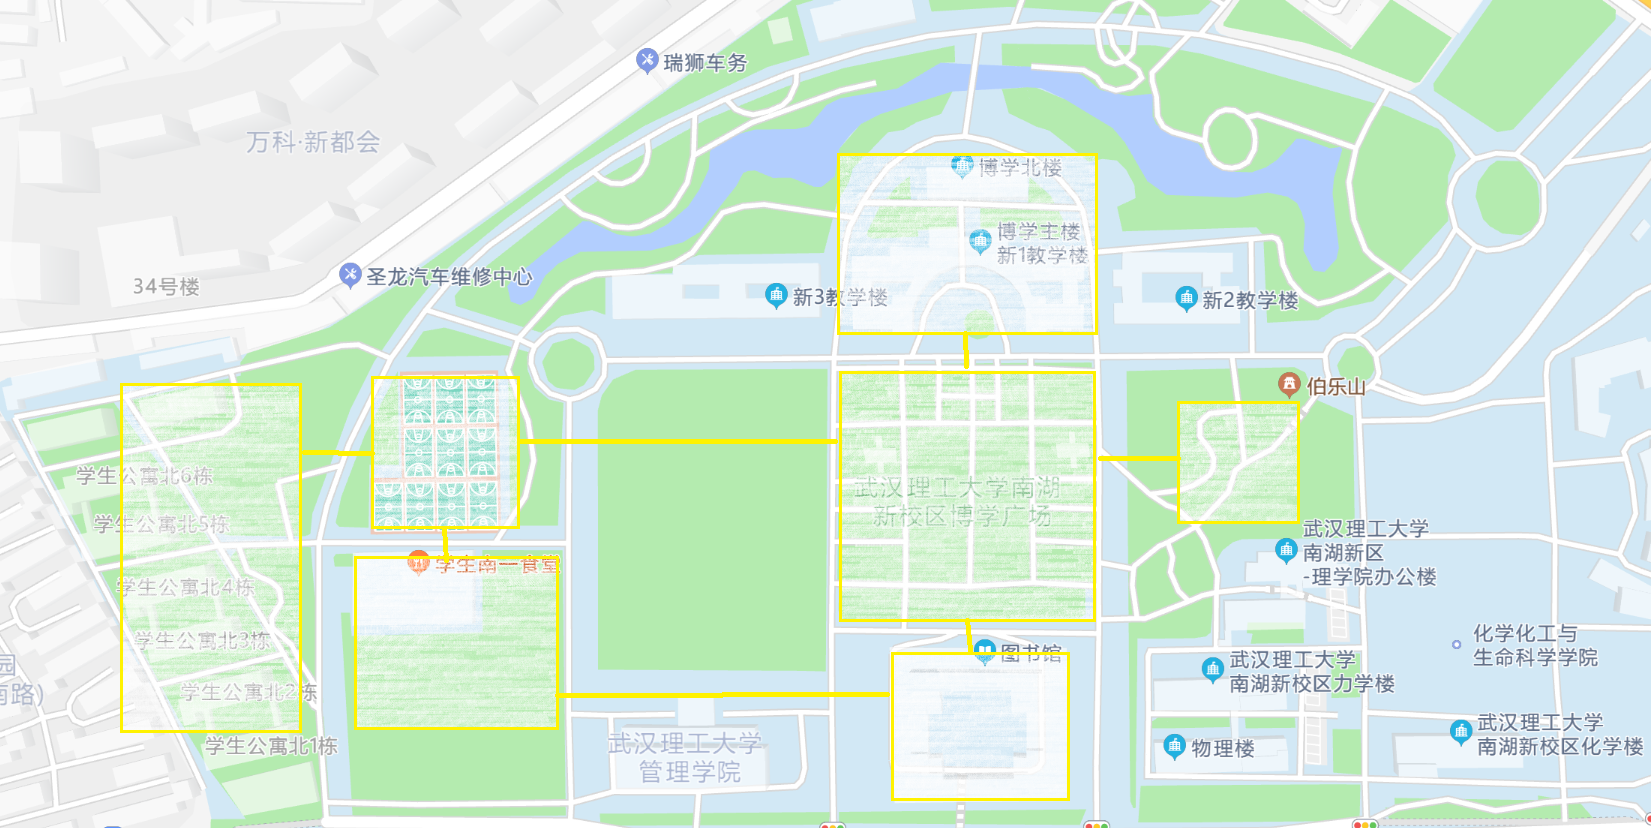 瑞狮车务
万科·新都会
博学北楼
博学主楼
新1教学楼
34号楼
圣龙汽车维修中心
新3教学楼
新2教学楼
伯乐山
学生公寓北6栋
武汉理工大学南湖
新校区博学广场
学生公寓北5栋
武汉理工大学
南湖新区
-理学院办公楼
学生南一食堂
学生公寓北4栋
学生公寓北3栋
图书馆
化学化工与
生命科学学院
园
南路)
学生公寓北2栋
武汉理工大学
南湖新校区力学楼
学生公寓北1栋
武汉理工大学
管理学院
物理楼
武汉理工大学
南湖新校区化学楼